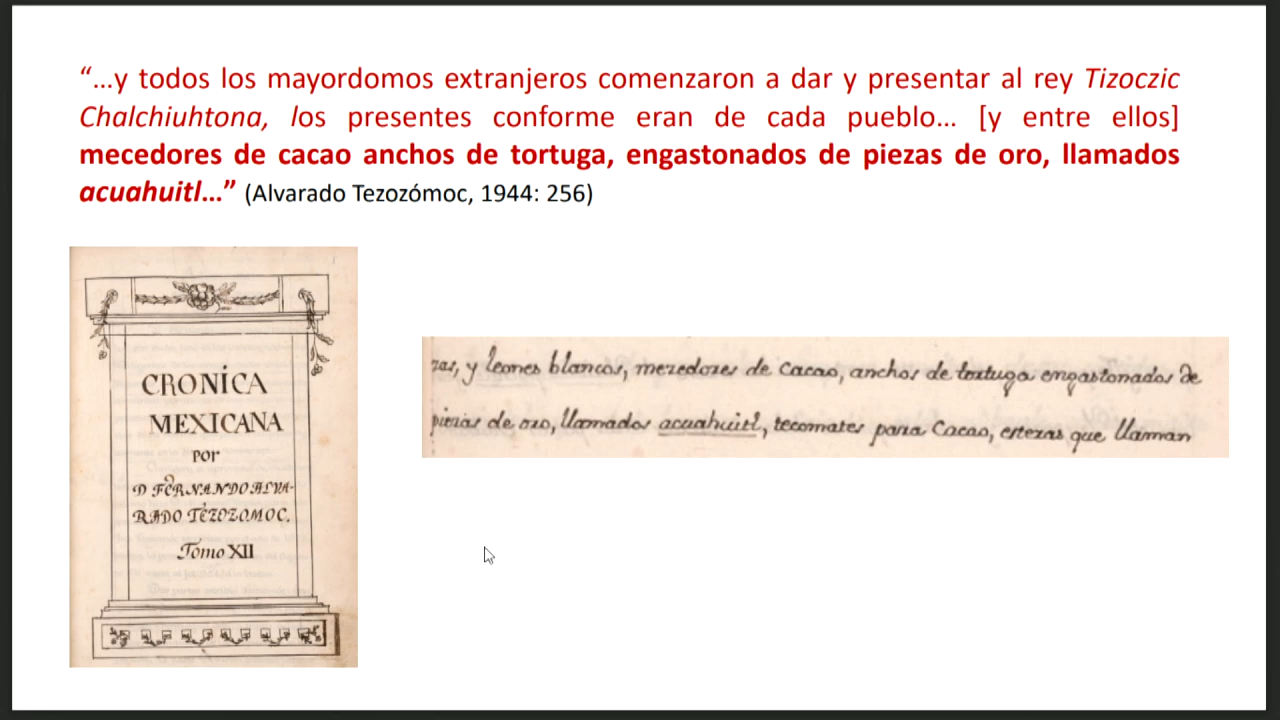 “…y todos los mayordomos extranjeros comenzaron a dar y presentar al rey Tizoczic
Chalchiuhtona, los presentes conforme eran de cada pueblo… [y entre ellos]
mecedores de cacao anchos de tortuga, engastonados de piezas de oro, llamados
acuahuitl…” (Alvarado Tezozómoc, 1944: 256)
CRONICA
MEXICANA
por
D FERNANDO ALVA-
RADO TEZOZOMOC.
Tomo XII
zas, y leones blancos, mezedores de Cacao, anchos de tortuga engastonados de
piezas de oro, llamados acuahuitl, tecomates para Cacao, esteras que llaman